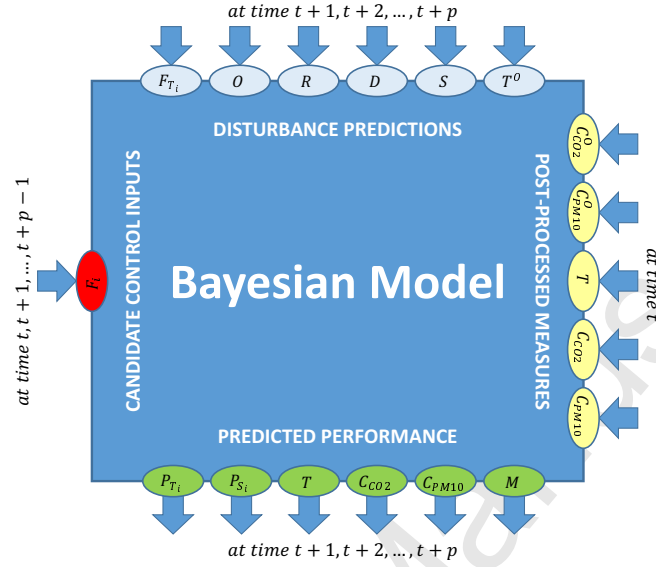 at time t + 1, t + 2, … , t + p
F_{T_i} O R D S T^O
DISTURBANCE PREDICTIONS
at time t, t + 1, … , t + p − 1
F_i
CANDIDATE CONTROL INPUTS
Bayesian Model
POST-PROCESSED MEASURES
C^O_{CO2}
C^O_{PM10}
T
C_{CO2}
C_{PM10}
at time t
PREDICTED PERFORMANCE
P_{T_i} P_{S_i} T C_{CO2} C_{PM10} M
at time t + 1, t + 2, … , t + p